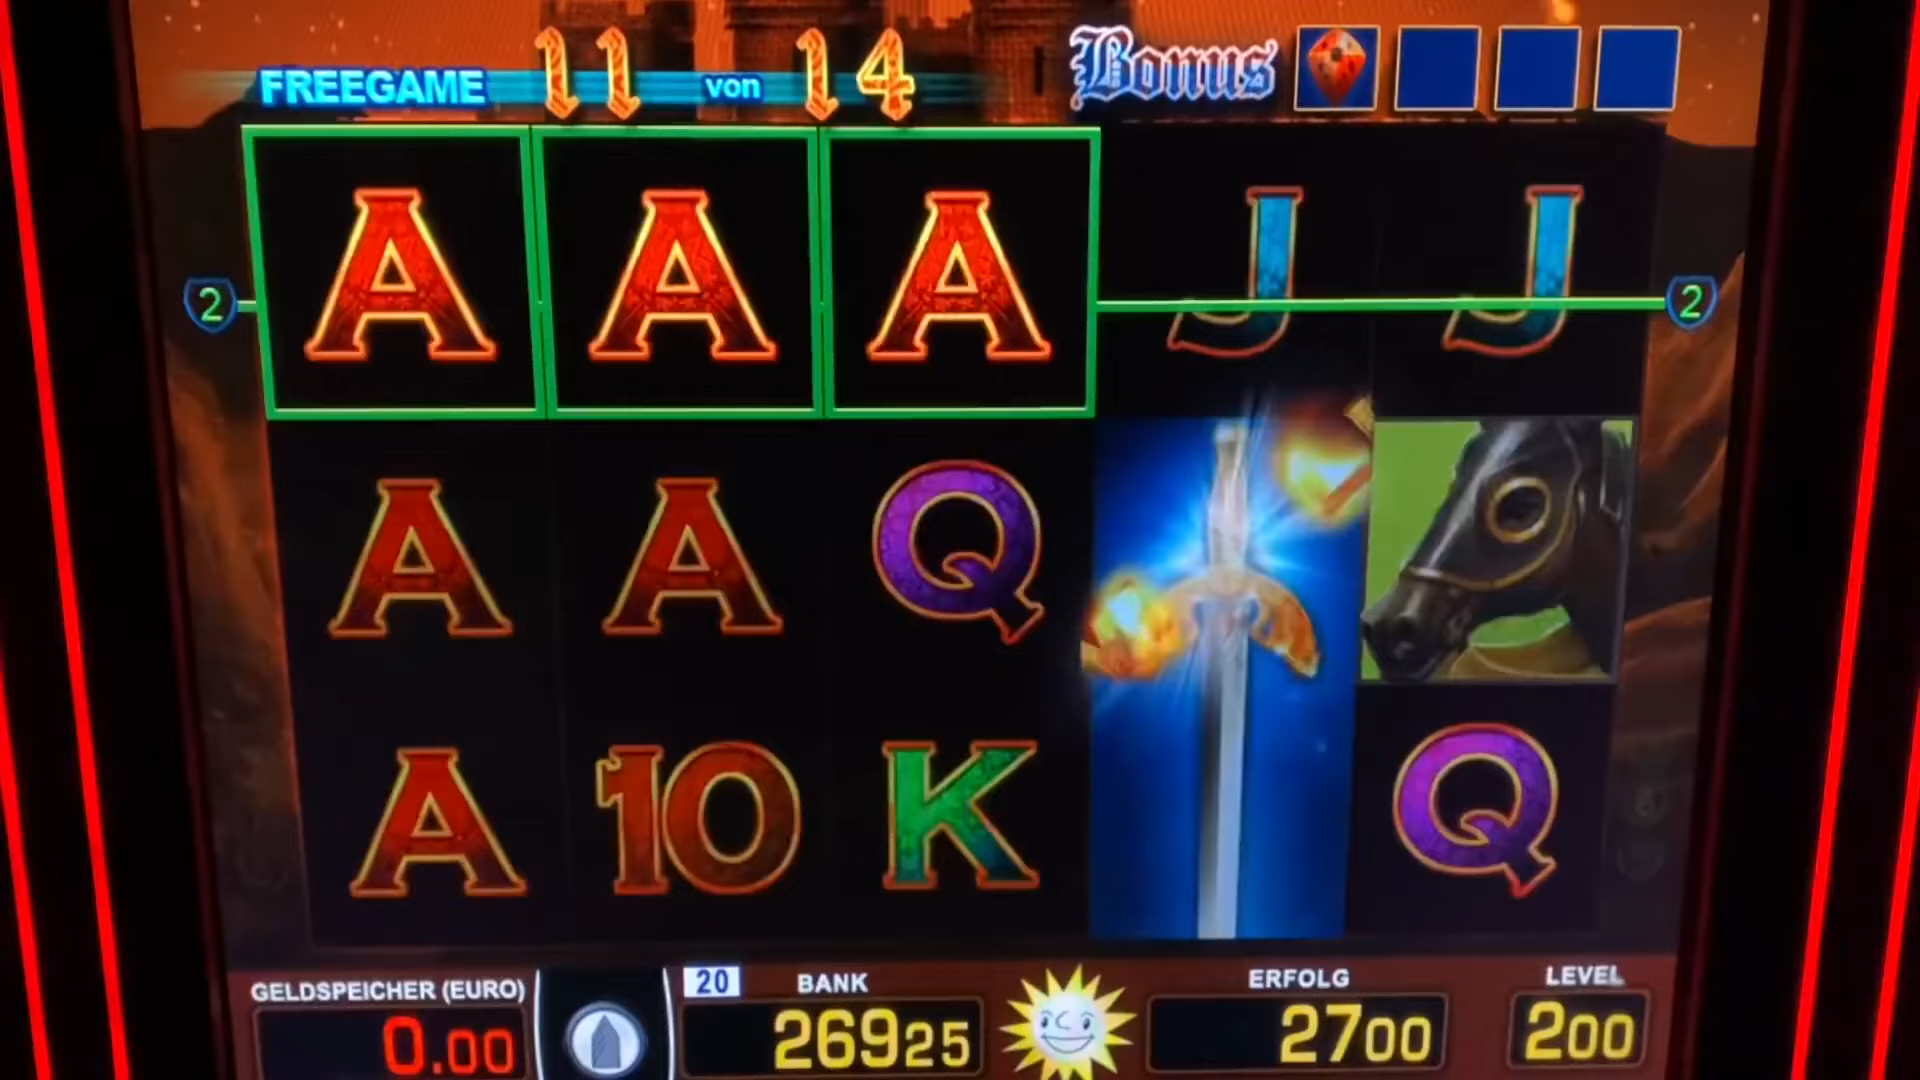 FREEGAME 11 von 14 Bonus
A A A J J
2 2
A A Q
A 10 K Q
GELDSPEICHER (EURO) 20 BANK ERFOLG LEVEL
0.00 26925 2700 200